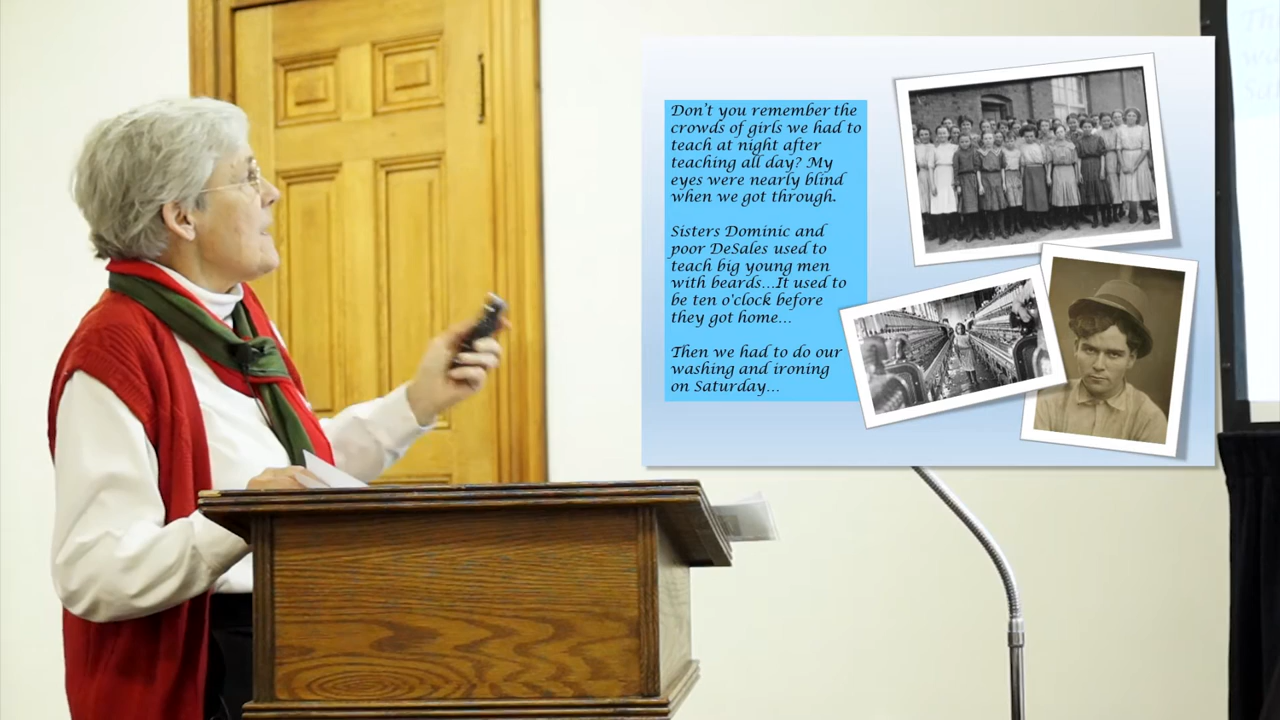 Don't you remember the
crowds of girls we had to
teach at night after
teaching all day? My
eyes were nearly blind
when we got through.
Sisters Dominic and
poor DeSales used to
teach big young men
with beards...It used to
be ten o'clock before
they got home...
Then we had to do our
washing and ironing
on Saturday...